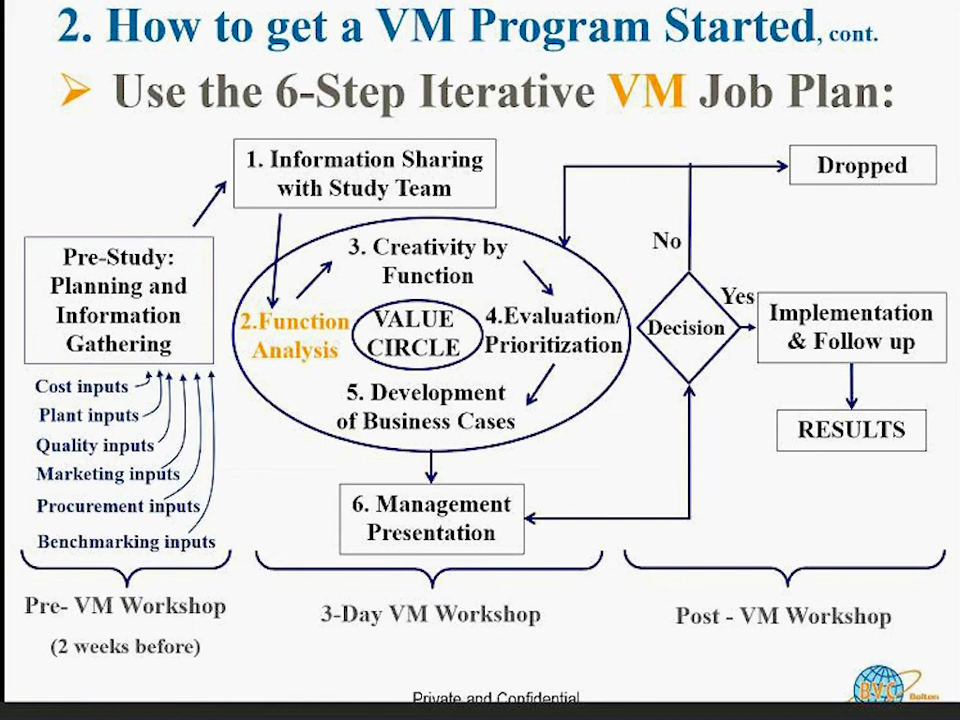 2. How to get a VM Program Started, cont.
➢ Use the 6-Step Iterative VM Job Plan:
1. Information Sharing
with Study Team
Dropped
Pre-Study:
Planning and
Information
Gathering
3. Creativity by
Function
2.Function
Analysis
VALUE
CIRCLE
4.Evaluation/
Prioritization
5. Development
of Business Cases
No
Yes
Decision
Implementation
& Follow up
RESULTS
Cost inputs
Plant inputs
Quality inputs
Marketing inputs
Procurement inputs
Benchmarking inputs
6. Management
Presentation
Pre- VM Workshop
(2 weeks before)
3-Day VM Workshop
Post - VM Workshop
Private and Confidential
BVC
Bolton